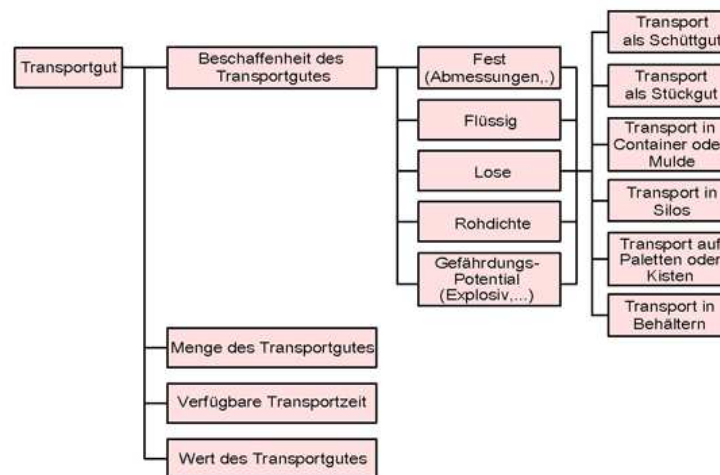 Transportgut
Beschaffenheit des
Transportgutes
Menge des Transportgutes
Verfügbare Transportzeit
Wert des Transportgutes
Fest
(Abmessungen,.)
Flüssig
Lose
Rohdichte
Gefährdungs-
Potential
(Explosiv,...)
Transport
als Schüttgut
Transport
als Stückgut
Transport in
Container oder
Mulde
Transport in
Silos
Transport auf
Paletten oder
Kisten
Transport in
Behältern